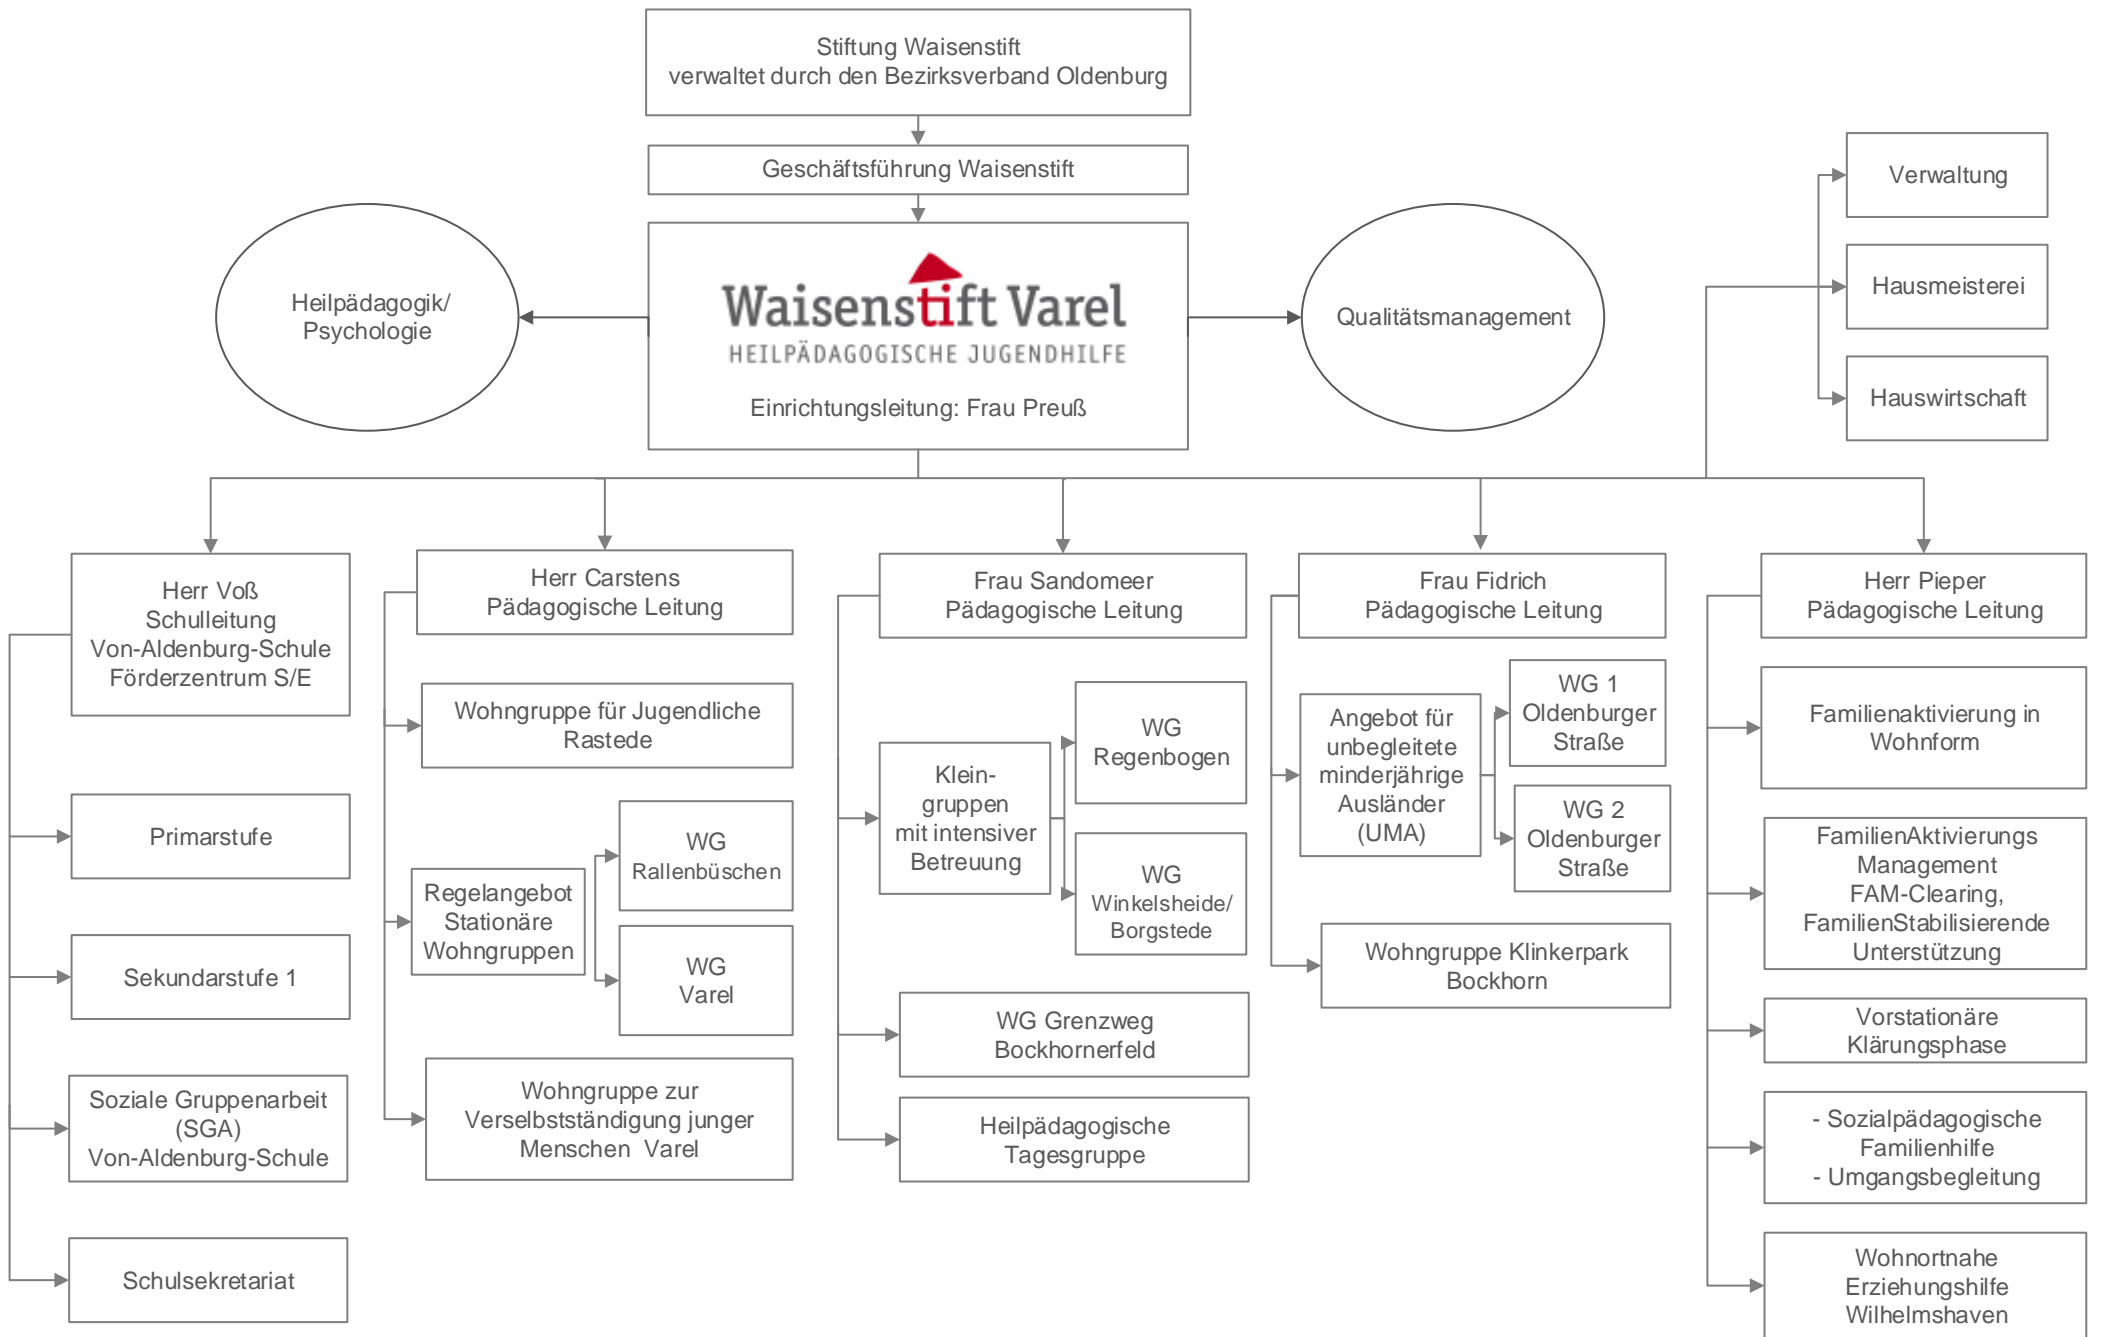 Stiftung Waisenstift
verwaltet durch den Bezirksverband Oldenburg
Geschäftsführung Waisenstift
Heilpädagogik/
Psychologie
Waisenstift Varel
HEILPÄDAGOGISCHE JUGENDHILFE
Einrichtungsleitung: Frau Preuß
Qualitätsmanagement
Verwaltung
Hausmeisterei
Hauswirtschaft
Herr Voß
Schulleitung
Von-Aldenburg-Schule
Förderzentrum S/E
Primarstufe
Sekundarstufe 1
Soziale Gruppenarbeit
(SGA)
Von-Aldenburg-Schule
Schulsekretariat
Herr Carstens
Pädagogische Leitung
Wohngruppe für Jugendliche
Rastede
Regelangebot
Stationäre
Wohngruppen
WG
Rallenbüschen
WG
Varel
Wohngruppe zur
Verselbstständigung junger
Menschen  Varel
Frau Sandomeer
Pädagogische Leitung
Klein-
gruppen
mit intensiver
Betreuung
WG
Regenbogen
WG
Winkelsheide/
Borgstede
WG Grenzweg
Bockhornerfeld
Heilpädagogische
Tagesgruppe
Frau Fidrich
Pädagogische Leitung
Angebot für
unbegleitete
minderjährige
Ausländer
(UMA)
WG 1
Oldenburger
Straße
WG 2
Oldenburger
Straße
Wohngruppe Klinkerpark
Bockhorn
Herr Pieper
Pädagogische Leitung
Familienaktivierung in
Wohnform
FamilienAktivierungs
Management
FAM-Clearing,
FamilienStabilisierende
Unterstützung
Vorstationäre
Klärungsphase
- Sozialpädagogische
Familienhilfe
- Umgangsbegleitung
Wohnortnahe
Erziehungshilfe
Wilhelmshaven